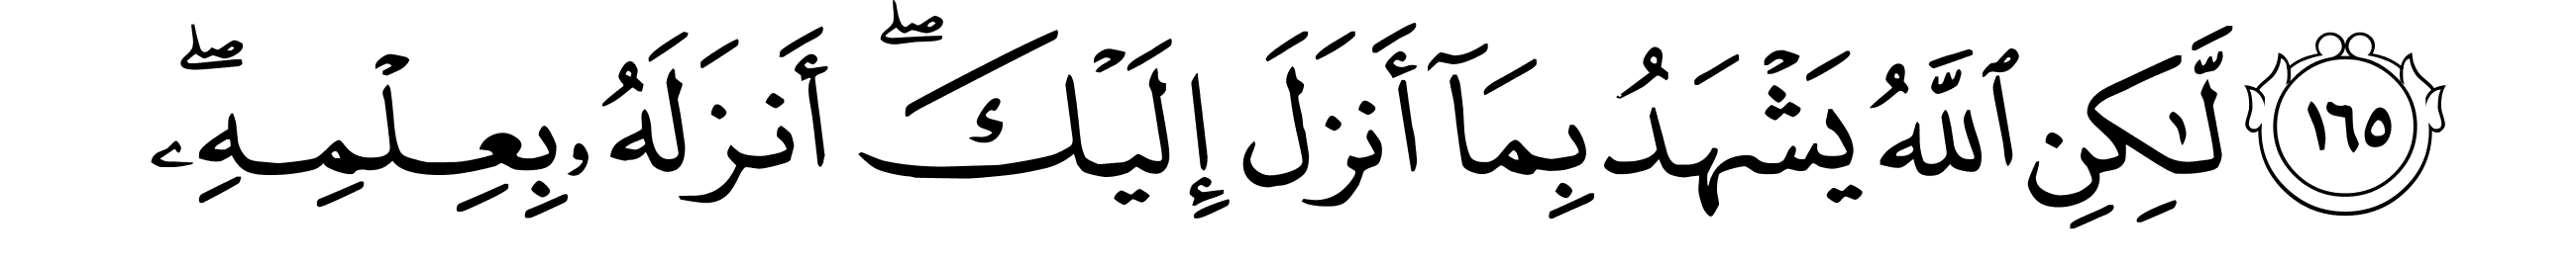 ١٦٥ لَّـٰكِنِ ٱللَّهُ يَشْهَدُ بِمَآ أَنزَلَ إِلَيْكَ ۖ أَنزَلَهُۥ بِعِلْمِهِۦ ۖ